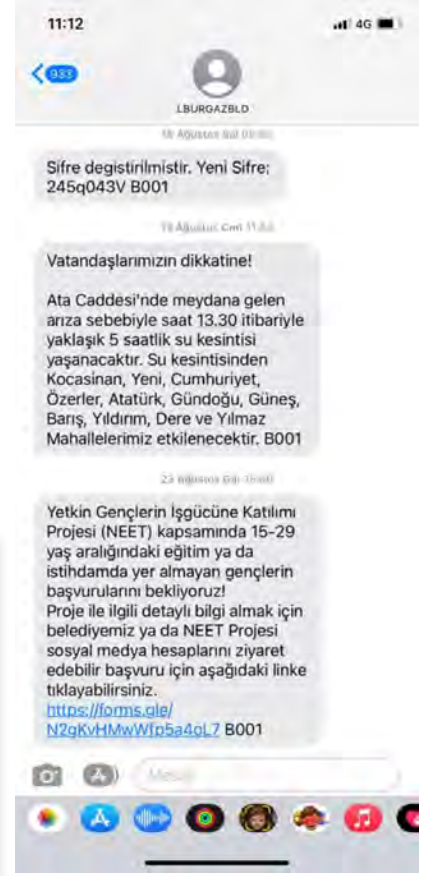 11:12
4G
933
LBURGAZBLD
Sifre degistirilmistir. Yeni Sifre:
245q043V B001
Vatandaşlarımızın dikkatine!
Ata Caddesi'nde meydana gelen
arıza sebebiyle saat 13.30 itibariyle
yaklaşık 5 saatlik su kesintisi
yaşanacaktır. Su kesintisinden
Kocasinan, Yeni, Cumhuriyet,
Özerler, Atatürk, Gündoğu, Güneş,
Barış, Yıldırım, Dere ve Yılmaz
Mahallelerimiz etkilenecektir. B001
23 Ağustos
Yetkin Gençlerin İşgücüne Katılımı
Projesi (NEET) kapsamında 15-29
yaş aralığındaki eğitim ya da
istihdamda yer almayan gençlerin
başvurularını bekliyoruz!
Proje ile ilgili detaylı bilgi almak için
belediyemiz ya da NEET Projesi
sosyal medya hesaplarını ziyaret
edebilir başvuru için aşağıdaki linke
tıklayabilirsiniz.
https://forms.gle/
N2gKvHMwWfp5a4oL7 B001
Mesaj